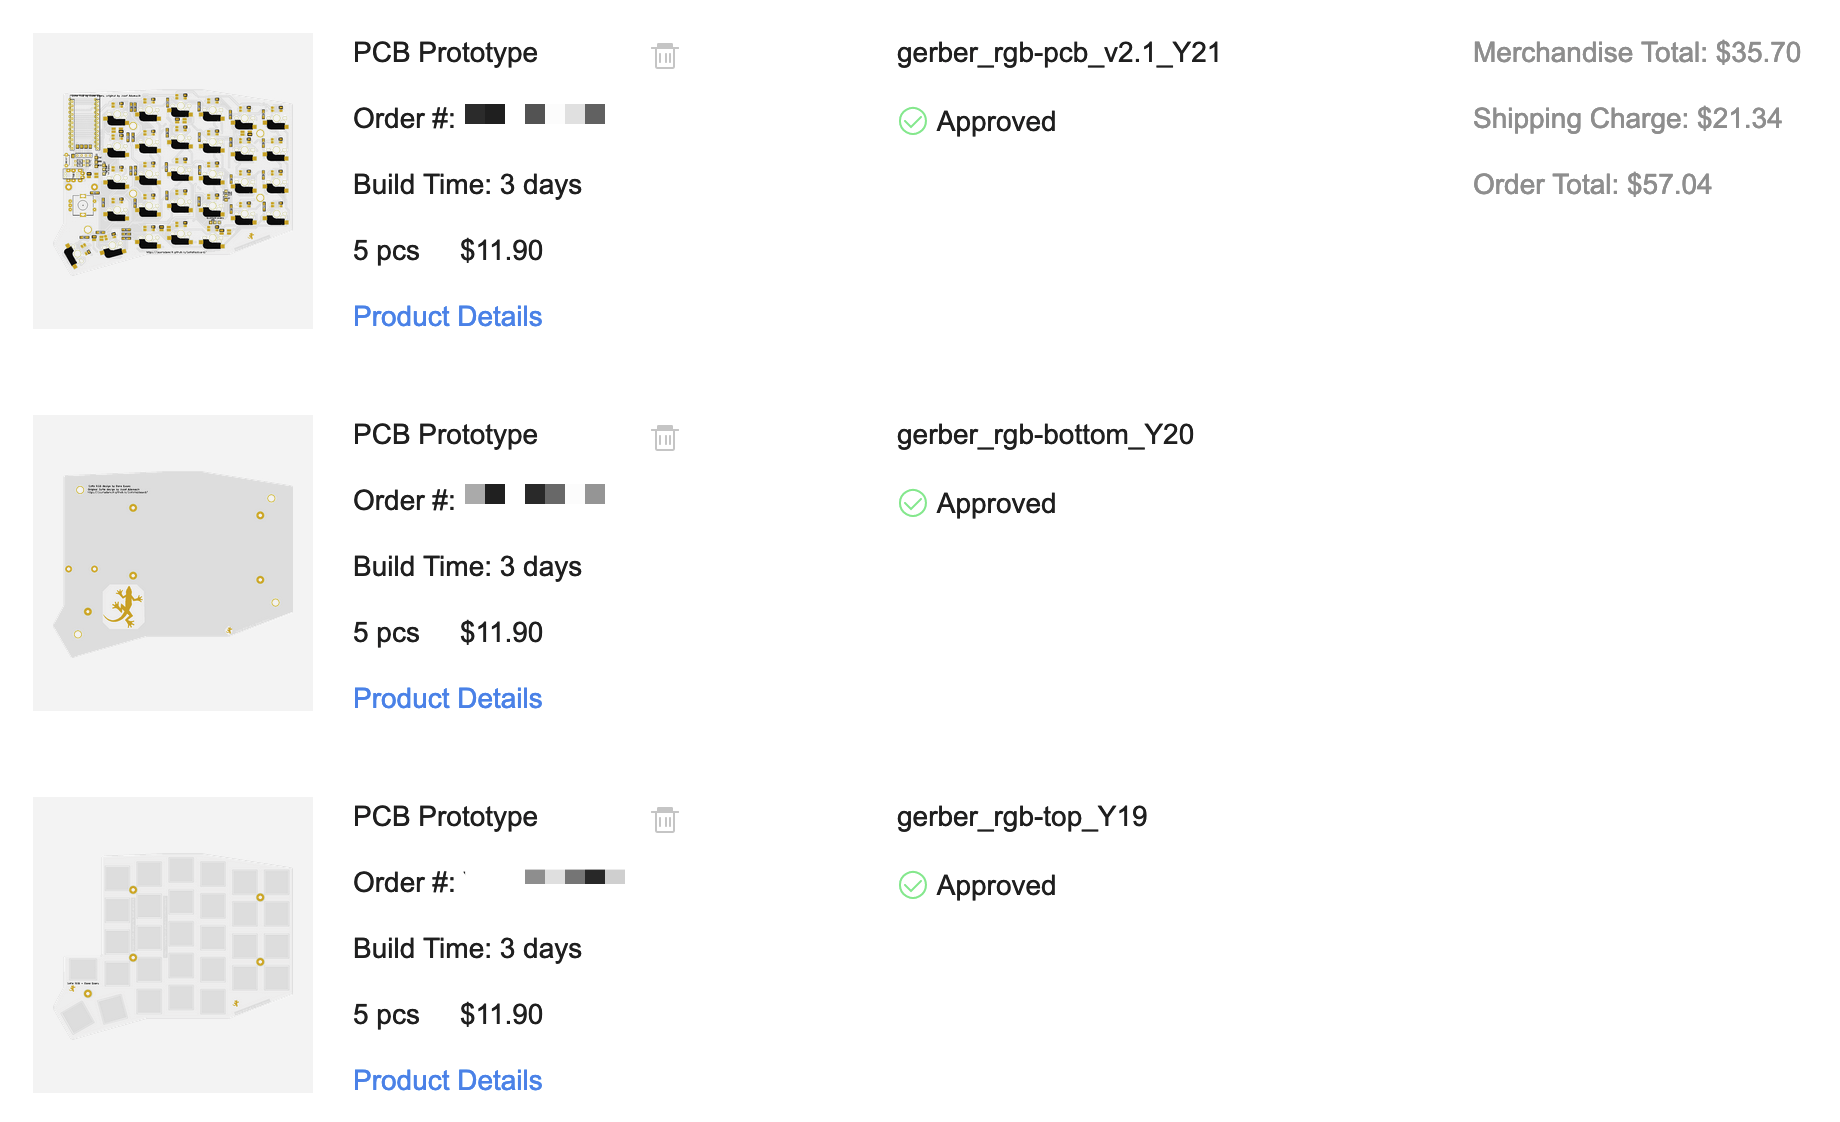 PCB Prototype
Order #:
Build Time: 3 days
5 pcs $11.90
Product Details
gerber_rgb-pcb_v2.1_Y21
Approved
Merchandise Total: $35.70
Shipping Charge: $21.34
Order Total: $57.04
PCB Prototype
Order #:
Build Time: 3 days
5 pcs $11.90
Product Details
gerber_rgb-bottom_Y20
Approved
PCB Prototype
Order #:
Build Time: 3 days
5 pcs $11.90
Product Details
gerber_rgb-top_Y19
Approved